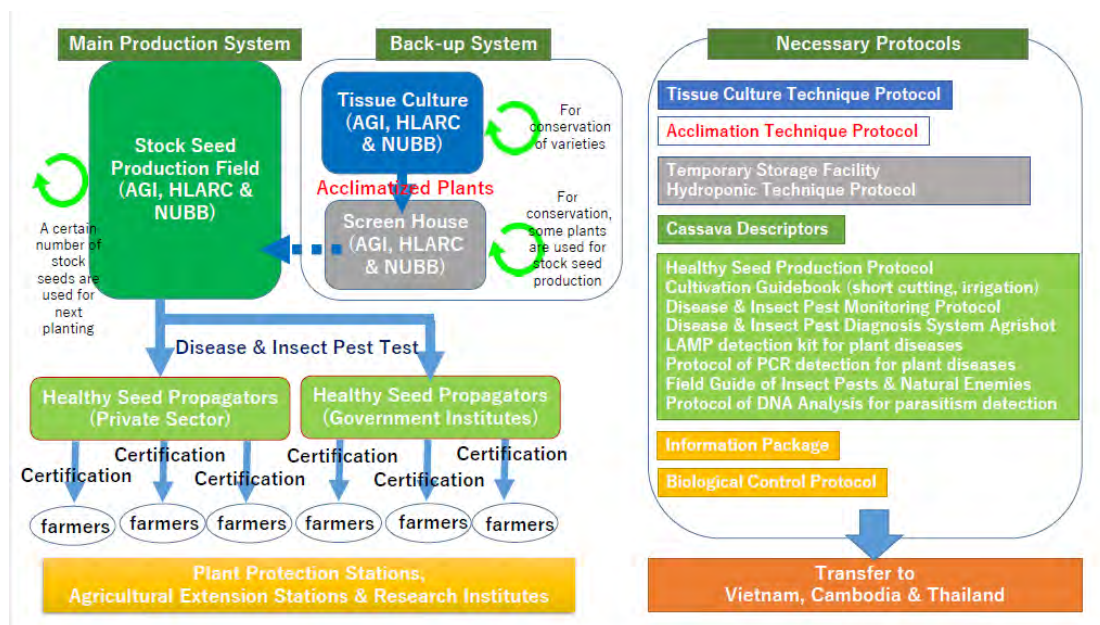 Main Production System
Back-up System
Stock Seed
Production Field
(AGI, HLARC &
NUBB)
A certain
number of
stock
seeds are
used for
next
planting
Tissue Culture
(AGI, HLARC
& NUBB)
For
conservation
of varieties
Acclimatized Plants
Screen House
(AGI, HLARC
& NUBB)
For
conservation,
some plants
are used for
stock seed
production
Disease & Insect Pest Test
Healthy Seed Propagators
(Private Sector)
Healthy Seed Propagators
(Government Institutes)
Certification
Certification
Certification
Certification
Certification
Certification
farmers
farmers
farmers
farmers
farmers
farmers
Plant Protection Stations,
Agricultural Extension Stations & Research Institutes
Necessary Protocols
Tissue Culture Technique Protocol
Acclimation Technique Protocol
Temporary Storage Facility
Hydroponic Technique Protocol
Cassava Descriptors
Healthy Seed Production Protocol
Cultivation Guidebook (short cutting, irrigation)
Disease & Insect Pest Monitoring Protocol
Disease & Insect Pest Diagnosis System Agrishot
LAMP detection kit for plant diseases
Protocol of PCR detection for plant diseases
Field Guide of Insect Pests & Natural Enemies
Protocol of DNA Analysis for parasitism detection
Information Package
Biological Control Protocol
Transfer to
Vietnam, Cambodia & Thailand